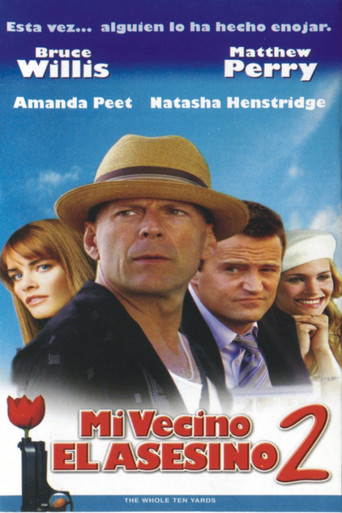 Esta vez... alguien lo ha hecho enojar.
Bruce Willis
Matthew Perry
Amanda Peet Natasha Henstridge
Mi Vecino
EL ASESINO 2
THE WHOLE TEN YARDS